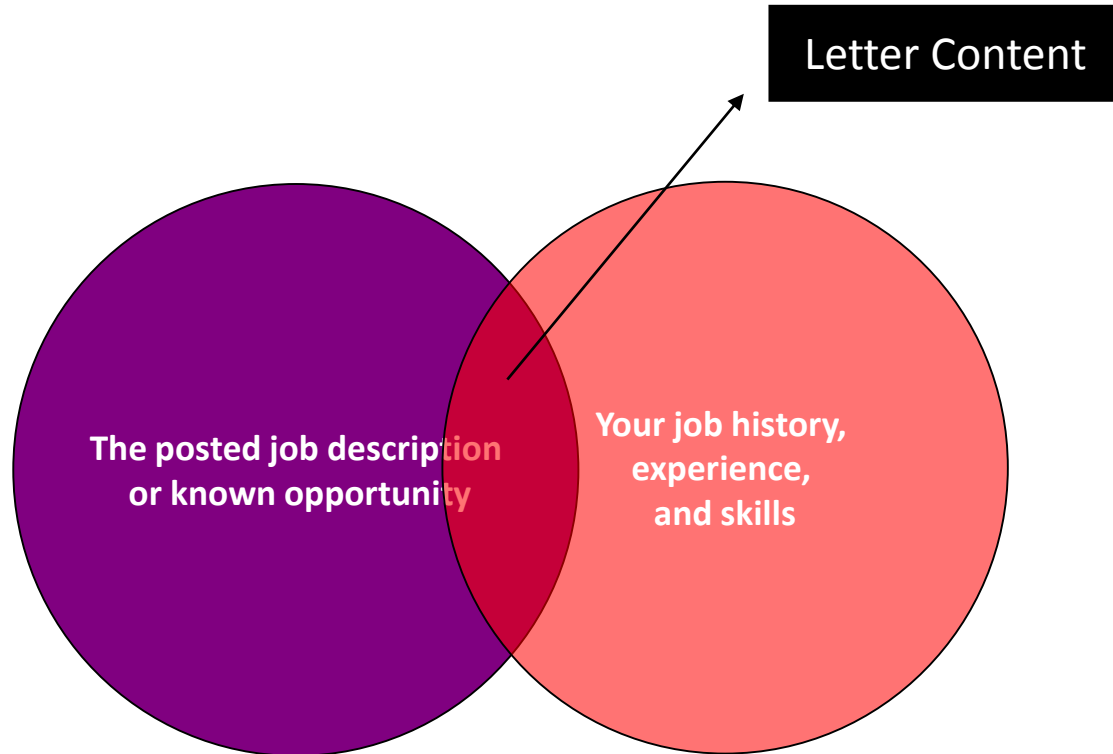 Letter Content
The posted job description
or known opportunity
Your job history,
experience,
and skills